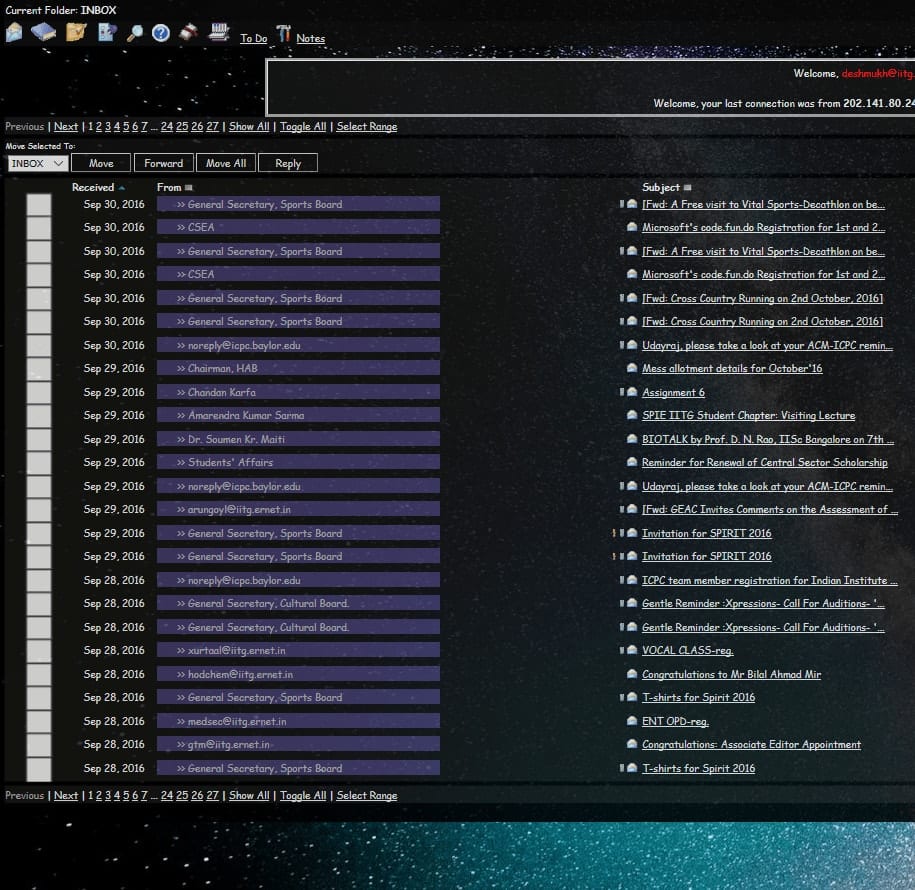 Current Folder: INBOX
To Do Notes
Welcome, deshmukh@iitg.
Welcome, your last connection was from 202.141.80.24
Previous | Next | 1 2 3 4 5 6 7 ... 24 25 26 27 | Show All | Toggle All | Select Range
Move Selected To:
INBOX Move Forward Move All Reply
Received From Subject
Sep 30, 2016 >> General Secretary, Sports Board [Fwd: A Free visit to Vital Sports-Decathlon on be...
Sep 30, 2016 >> CSEA Microsoft's code.fun.do Registration for 1st and 2...
Sep 30, 2016 >> General Secretary, Sports Board [Fwd: A Free visit to Vital Sports-Decathlon on be...
Sep 30, 2016 >> CSEA Microsoft's code.fun.do Registration for 1st and 2...
Sep 30, 2016 >> General Secretary, Sports Board [Fwd: Cross Country Running on 2nd October, 2016]
Sep 30, 2016 >> General Secretary, Sports Board [Fwd: Cross Country Running on 2nd October, 2016]
Sep 30, 2016 >> noreply@icpc.baylor.edu Udayraj, please take a look at your ACM-ICPC remin...
Sep 29, 2016 >> Chairman, HAB Mess allotment details for October'16
Sep 29, 2016 >> Chandan Karfa Assignment 6
Sep 29, 2016 >> Amarendra Kumar Sarma SPIE IITG Student Chapter: Visiting Lecture
Sep 29, 2016 >> Dr. Soumen Kr. Maiti BIOTALK by Prof. D. N. Rao, IISc Bangalore on 7th ...
Sep 29, 2016 >> Students' Affairs Reminder for Renewal of Central Sector Scholarship
Sep 29, 2016 >> noreply@icpc.baylor.edu Udayraj, please take a look at your ACM-ICPC remin...
Sep 29, 2016 >> arungoyl@iitg.ernet.in [Fwd: GEAC Invites Comments on the Assessment of ...
Sep 29, 2016 >> General Secretary, Sports Board Invitation for SPIRIT 2016
Sep 29, 2016 >> General Secretary, Sports Board Invitation for SPIRIT 2016
Sep 28, 2016 >> noreply@icpc.baylor.edu ICPC team member registration for Indian Institute ...
Sep 28, 2016 >> General Secretary, Cultural Board. Gentle Reminder :Xpressions- Call For Auditions- '...
Sep 28, 2016 >> General Secretary, Cultural Board. Gentle Reminder :Xpressions- Call For Auditions- '...
Sep 28, 2016 >> xurtaal@iitg.ernet.in VOCAL CLASS-reg.
Sep 28, 2016 >> hodchem@iitg.ernet.in Congratulations to Mr Bilal Ahmad Mir
Sep 28, 2016 >> General Secretary, Sports Board T-shirts for Spirit 2016
Sep 28, 2016 >> medsec@iitg.ernet.in ENT OPD-reg.
Sep 28, 2016 >> gtm@iitg.ernet.in Congratulations: Associate Editor Appointment
Sep 28, 2016 >> General Secretary, Sports Board T-shirts for Spirit 2016
Previous | Next | 1 2 3 4 5 6 7 ... 24 25 26 27 | Show All | Toggle All | Select Range